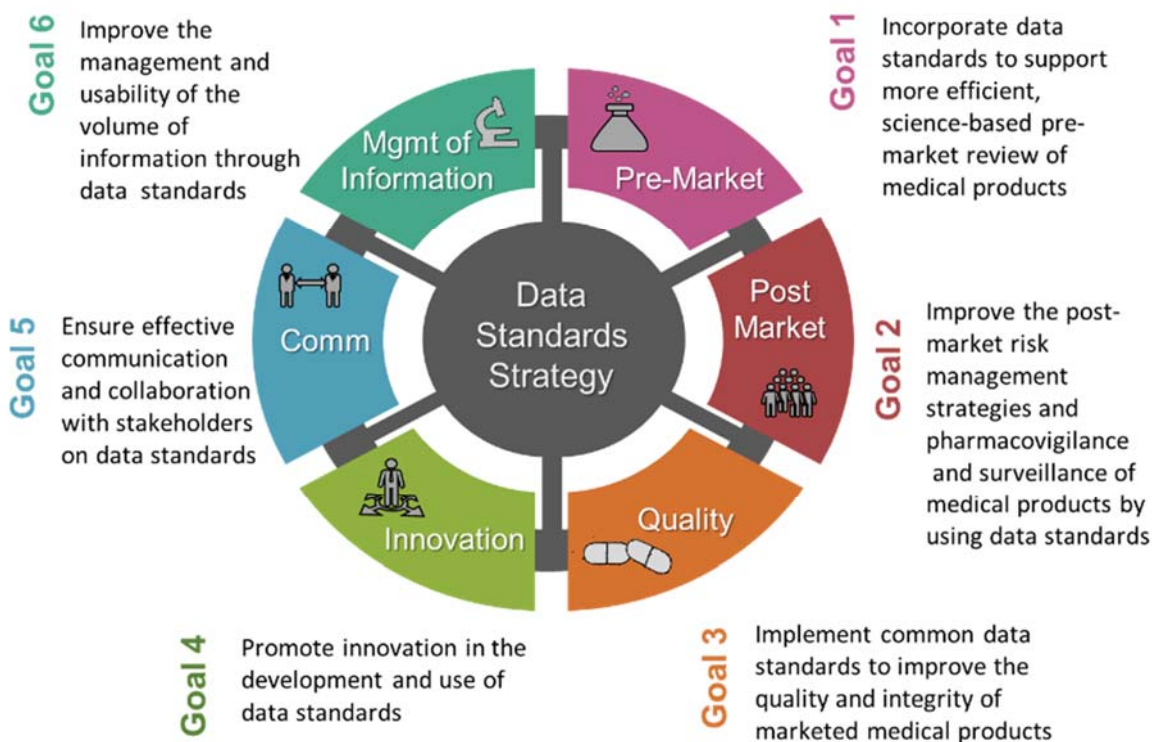 Goal 6
Improve the
management and
usability of the
volume of
information through
data standards
Mgmt of
Information
Goal 1
Incorporate data
standards to support
more efficient,
science-based pre-
market review of
medical products
Pre-Market
Goal 5
Ensure effective
communication
and collaboration
with stakeholders
on data standards
Comm
Data
Standards
Strategy
Post
Market
Goal 2
Improve the post-
market risk
management
strategies and
pharmacovigilance
and surveillance of
medical products by
using data standards
Innovation
Quality
Goal 4
Promote innovation in the
development and use of
data standards
Goal 3
Implement common data
standards to improve the
quality and integrity of
marketed medical products